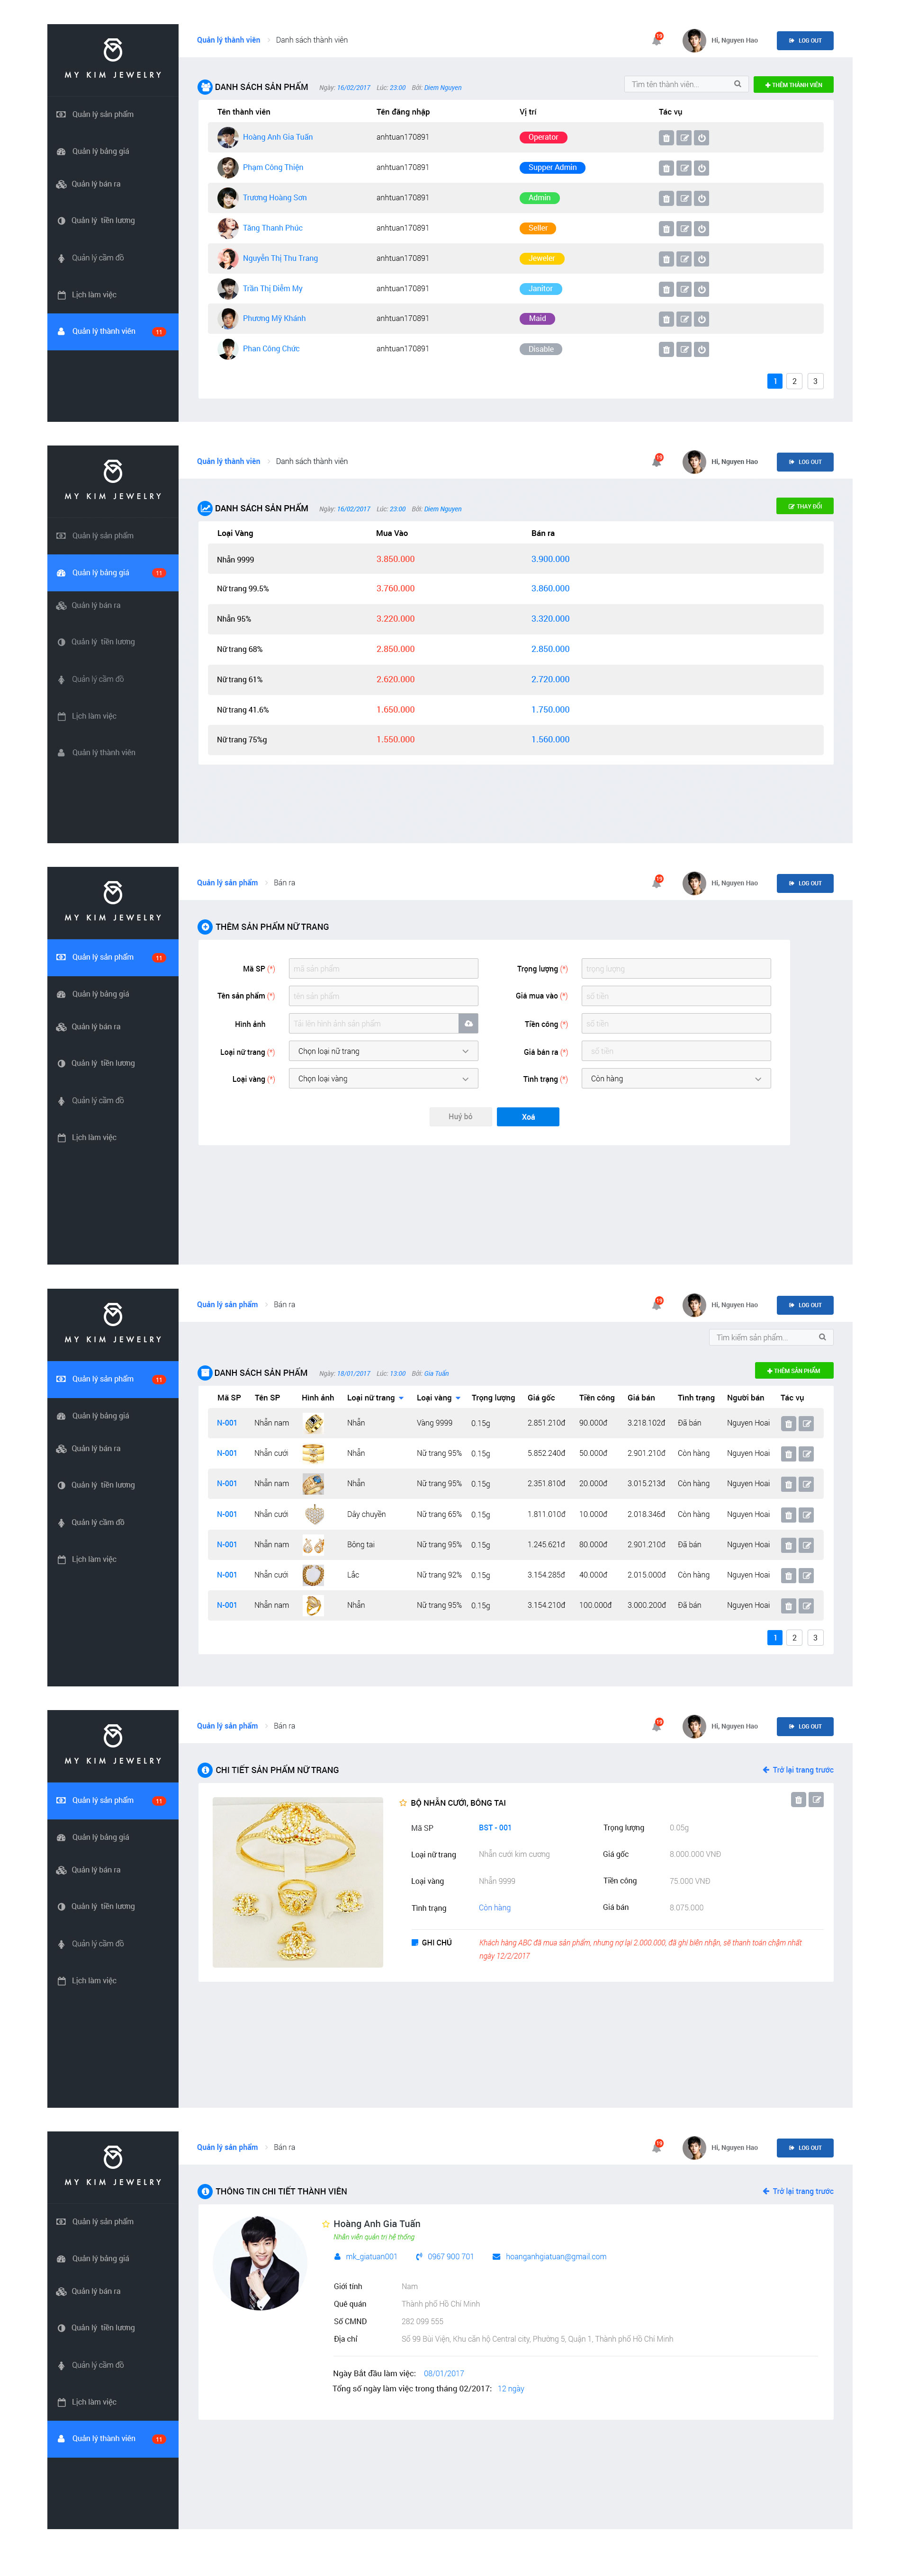 MY KIM JEWELRY
Quản lý sản phẩm
Quản lý bảng giá
Quản lý bán ra
Quản lý tiền lương
Quản lý cầm đồ
Lịch làm việc
Quản lý thành viên 11
Quản lý thành viên > Danh sách thành viên
19 Hi, Nguyen Hao LOG OUT
DANH SÁCH SẢN PHẨM Ngày: 16/02/2017 Lúc: 23:00 Bởi: Diem Nguyen
Tìm tên thành viên... THÊM THÀNH VIÊN
Tên thành viên Tên đăng nhập Vị trí Tác vụ
Hoàng Anh Gia Tuấn anhtuan170891 Operator
Phạm Công Thiện anhtuan170891 Supper Admin
Trương Hoàng Sơn anhtuan170891 Admin
Tăng Thanh Phúc anhtuan170891 Seller
Nguyễn Thị Thu Trang anhtuan170891 Jeweler
Trần Thị Diễm My anhtuan170891 Janitor
Phương Mỹ Khánh anhtuan170891 Maid
Phan Công Chức anhtuan170891 Disable
1 2 3
MY KIM JEWELRY
Quản lý sản phẩm
Quản lý bảng giá 11
Quản lý bán ra
Quản lý tiền lương
Quản lý cầm đồ
Lịch làm việc
Quản lý thành viên
Quản lý thành viên > Danh sách thành viên
19 Hi, Nguyen Hao LOG OUT
DANH SÁCH SẢN PHẨM Ngày: 16/02/2017 Lúc: 23:00 Bởi: Diem Nguyen
THAY ĐỔI
Loại Vàng Mua Vào Bán ra
Nhẫn 9999 3.850.000 3.900.000
Nữ trang 99.5% 3.760.000 3.860.000
Nhẫn 95% 3.220.000 3.320.000
Nữ trang 68% 2.850.000 2.850.000
Nữ trang 61% 2.620.000 2.720.000
Nữ trang 41.6% 1.650.000 1.750.000
Nữ trang 75%g 1.550.000 1.560.000
MY KIM JEWELRY
Quản lý sản phẩm 11
Quản lý bảng giá
Quản lý bán ra
Quản lý tiền lương
Quản lý cầm đồ
Lịch làm việc
Quản lý sản phẩm > Bán ra
19 Hi, Nguyen Hao LOG OUT
THÊM SẢN PHẨM NỮ TRANG
Mã SP (*) mã sản phẩm Trọng lượng (*) trọng lượng
Tên sản phẩm (*) tên sản phẩm Giá mua vào (*) số tiền
Hình ảnh Tải lên hình ảnh sản phẩm Tiền công (*) số tiền
Loại nữ trang (*) Chọn loại nữ trang Giá bán ra (*) số tiền
Loại vàng (*) Chọn loại vàng Tình trạng (*) Còn hàng
Huỷ bỏ Xoá
MY KIM JEWELRY
Quản lý sản phẩm 11
Quản lý bảng giá
Quản lý bán ra
Quản lý tiền lương
Quản lý cầm đồ
Lịch làm việc
Quản lý sản phẩm > Bán ra
19 Hi, Nguyen Hao LOG OUT
Tìm kiếm sản phẩm...
DANH SÁCH SẢN PHẨM Ngày: 18/01/2017 Lúc: 13:00 Bởi: Gia Tuấn
THÊM SẢN PHẨM
Mã SP Tên SP Hình ảnh Loại nữ trang Loại vàng Trọng lượng Giá gốc Tiền công Giá bán Tình trạng Người bán Tác vụ
N-001 Nhẫn nam Nhẫn Vàng 9999 0.15g 2.851.210đ 90.000đ 3.218.102đ Đã bán Nguyen Hoai
N-001 Nhẫn cưới Nhẫn Nữ trang 95% 0.15g 5.852.240đ 50.000đ 2.901.210đ Còn hàng Nguyen Hoai
N-001 Nhẫn nam Nhẫn Nữ trang 95% 0.15g 2.351.810đ 20.000đ 3.015.213đ Còn hàng Nguyen Hoai
N-001 Nhẫn cưới Dây chuyền Nữ trang 65% 0.15g 1.811.010đ 10.000đ 2.018.346đ Còn hàng Nguyen Hoai
N-001 Nhẫn nam Bông tai Nữ trang 95% 0.15g 1.245.621đ 80.000đ 2.901.210đ Đã bán Nguyen Hoai
N-001 Nhẫn cưới Lắc Nữ trang 92% 0.15g 3.154.285đ 40.000đ 2.015.000đ Còn hàng Nguyen Hoai
N-001 Nhẫn nam Nhẫn Nữ trang 95% 0.15g 3.154.210đ 100.000đ 3.000.200đ Đã bán Nguyen Hoai
1 2 3
MY KIM JEWELRY
Quản lý sản phẩm 11
Quản lý bảng giá
Quản lý bán ra
Quản lý tiền lương
Quản lý cầm đồ
Lịch làm việc
Quản lý sản phẩm > Bán ra
19 Hi, Nguyen Hao LOG OUT
CHI TIẾT SẢN PHẨM NỮ TRANG
Trở lại trang trước
BỘ NHẪN CƯỚI, BÔNG TAI
Mã SP BST - 001 Trọng lượng 0.05g
Loại nữ trang Nhẫn cưới kim cương Giá gốc 8.000.000 VNĐ
Loại vàng Nhẫn 9999 Tiền công 75.000 VNĐ
Tình trạng Còn hàng Giá bán 8.075.000
GHI CHÚ Khách hàng ABC đã mua sản phẩm, nhưng nợ lại 2.000.000, đã ghi biên nhận, sẽ thanh toán chậm nhất
ngày 12/2/2017
MY KIM JEWELRY
Quản lý sản phẩm
Quản lý bảng giá
Quản lý bán ra
Quản lý tiền lương
Quản lý cầm đồ
Lịch làm việc
Quản lý thành viên 11
Quản lý sản phẩm > Bán ra
19 Hi, Nguyen Hao LOG OUT
THÔNG TIN CHI TIẾT THÀNH VIÊN
Trở lại trang trước
Hoàng Anh Gia Tuấn
Nhân viên quản trị hệ thống
mk_giatuan001 0967 900 701 hoanganhgiatuan@gmail.com
Giới tính Nam
Quê quán Thành phố Hồ Chí Minh
Số CMND 282 099 555
Địa chỉ Số 99 Bùi Viện, Khu căn hộ Central city, Phường 5, Quận 1, Thành phố Hồ Chí Minh
Ngày Bắt đầu làm việc: 08/01/2017
Tổng số ngày làm việc trong tháng 02/2017: 12 ngày